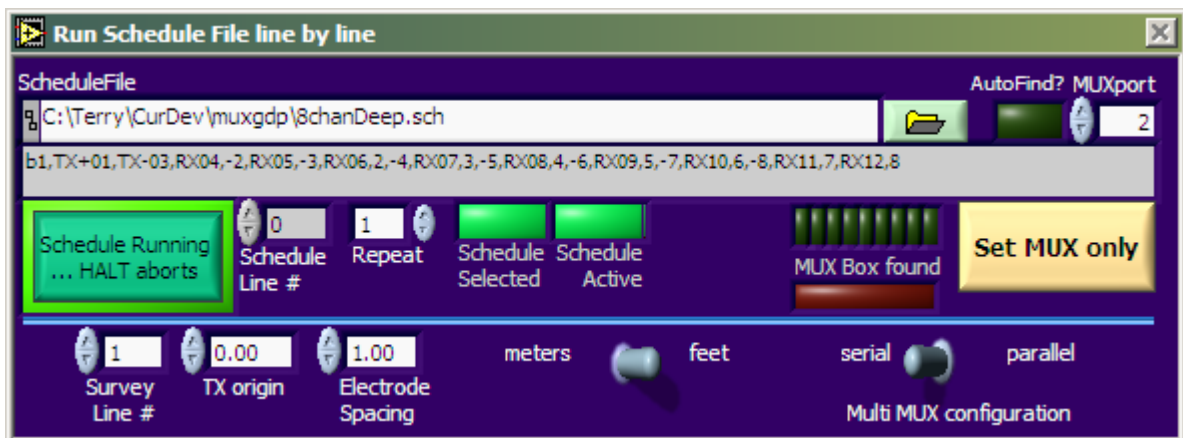 Run Schedule File line by line
ScheduleFile
AutoFind? MUXport
C:\Terry\CurDev\muxgdp\8chanDeep.sch
2
b1,TX+01,TX-03,RX04,-2,RX05,-3,RX06,2,-4,RX07,3,-5,RX08,4,-6,RX09,5,-7,RX10,6,-8,RX11,7,RX12,8
Schedule Running
... HALT aborts
0
Schedule
Line #
1
Repeat
Schedule
Selected
Schedule
Active
MUX Box found
Set MUX only
1
Survey
Line #
0.00
TX origin
1.00
Electrode
Spacing
meters
feet
serial
parallel
Multi MUX configuration